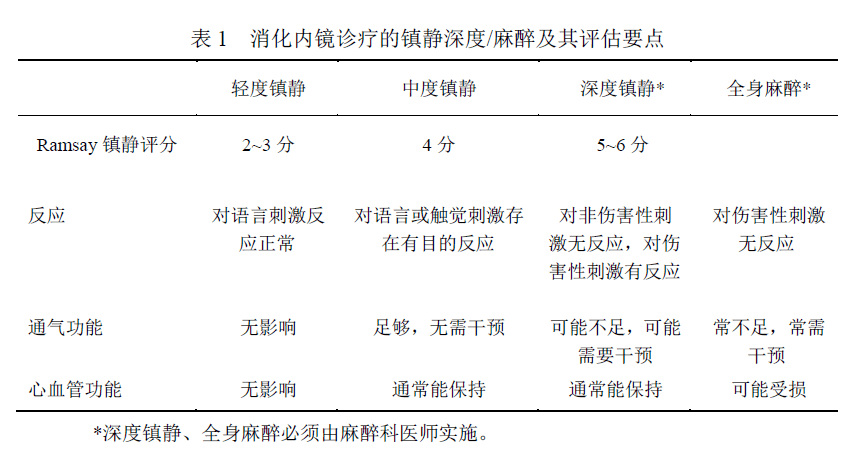 表 1 消化内镜诊疗的镇静深度/麻醉及其评估要点
轻度镇静 中度镇静 深度镇静* 全身麻醉*
Ramsay 镇静评分 2~3 分 4 分 5~6 分
反应 对语言刺激反 对语言或触觉刺激存 对非伤害性刺 对伤害性刺激
应正常 在有目的反应 激无反应，对伤 无反应
害性刺激有反应
通气功能 无影响 足够，无需干预 可能不足，可能 常不足，常需
需要干预 干预
心血管功能 无影响 通常能保持 通常能保持 可能受损
*深度镇静、全身麻醉必须由麻醉科医师实施。